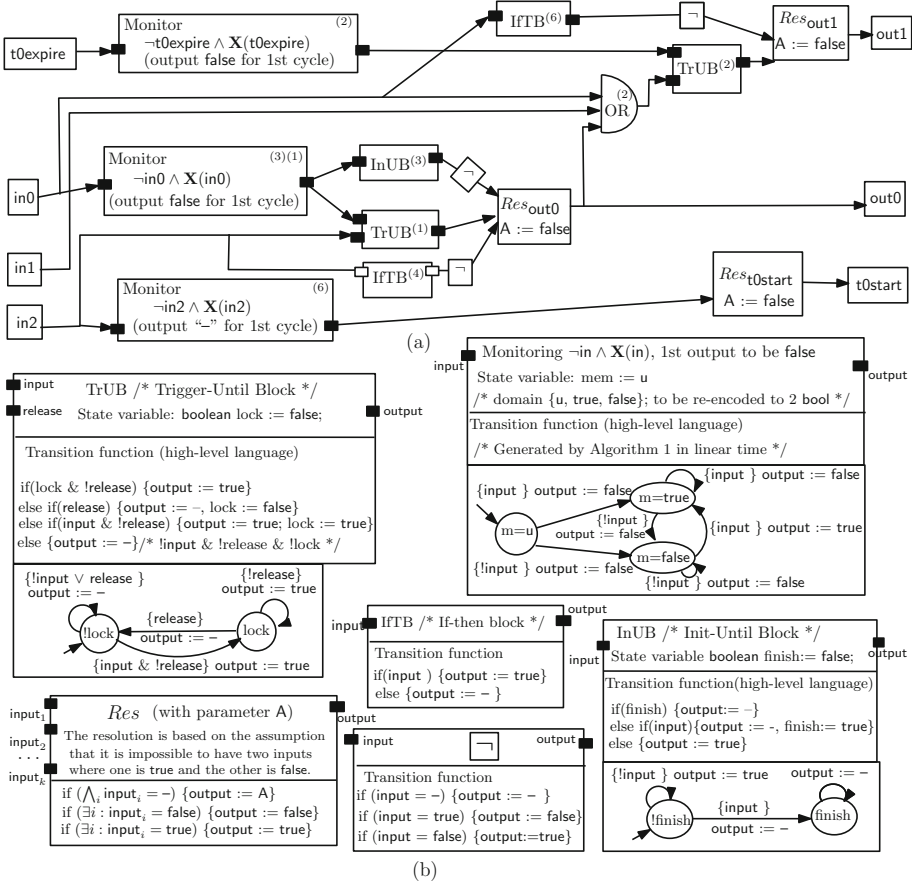 t0expire
Monitor (2)
¬t0expire ∧ X(t0expire)
(output false for 1st cycle)
IfTB(6)
¬
Res_out1
A := false
out1
TrUB(2)
(2)
OR
in0
Monitor (3)(1)
¬in0 ∧ X(in0)
(output false for 1st cycle)
InUB(3)
¬
TrUB(1)
Res_out0
A := false
out0
IfTB(4)
¬
in1
in2
Monitor (6)
¬in2 ∧ X(in2)
(output “–” for 1st cycle)
Res_t0start
A := false
t0start
(a)
input
release
TrUB /* Trigger-Until Block */
State variable: boolean lock := false;
output
Transition function (high-level language)
if(lock & !release) {output := true}
else if(release) {output := –, lock := false}
else if(input & !release) {output := true; lock := true}
else {output := –}/* !input & !release & !lock */
{!input ∨ release }
output := –
{!release}
output := true
!lock
{release}
output := –
lock
{input & !release} output := true
input
Monitoring ¬in ∧ X(in), 1st output to be false
State variable: mem := u
/* domain {u, true, false}; to be re-encoded to 2 bool */
output
Transition function (high-level language)
/* Generated by Algorithm 1 in linear time */
{input } output := false
{input } output := false
m=true
{!input }
output := false
m=u
{input } output := true
m=false
{!input } output := false
{!input } output := false
input
IfTB /* If-then block */
output
Transition function
if(input ) {output := true}
else {output := – }
input
InUB /* Init-Until Block */
State variable boolean finish:= false;
output
Transition function(high-level language)
if(finish) {output:= –}
else if(input){output := -, finish:= true}
else {output := true}
{!input } output := true
output := –
!finish
{input }
output := –
finish
input1
input2
. . .
inputk
Res (with parameter A)
output
The resolution is based on the assumption
that it is impossible to have two inputs
where one is true and the other is false.
if (⋀i inputi = –) {output := A}
if (∃i : inputi = false) {output := false}
if (∃i : inputi = true) {output := true}
input
¬
output
Transition function
if (input = –) {output := – }
if (input = true) {output := false}
if (input = false) {output:=true}
(b)